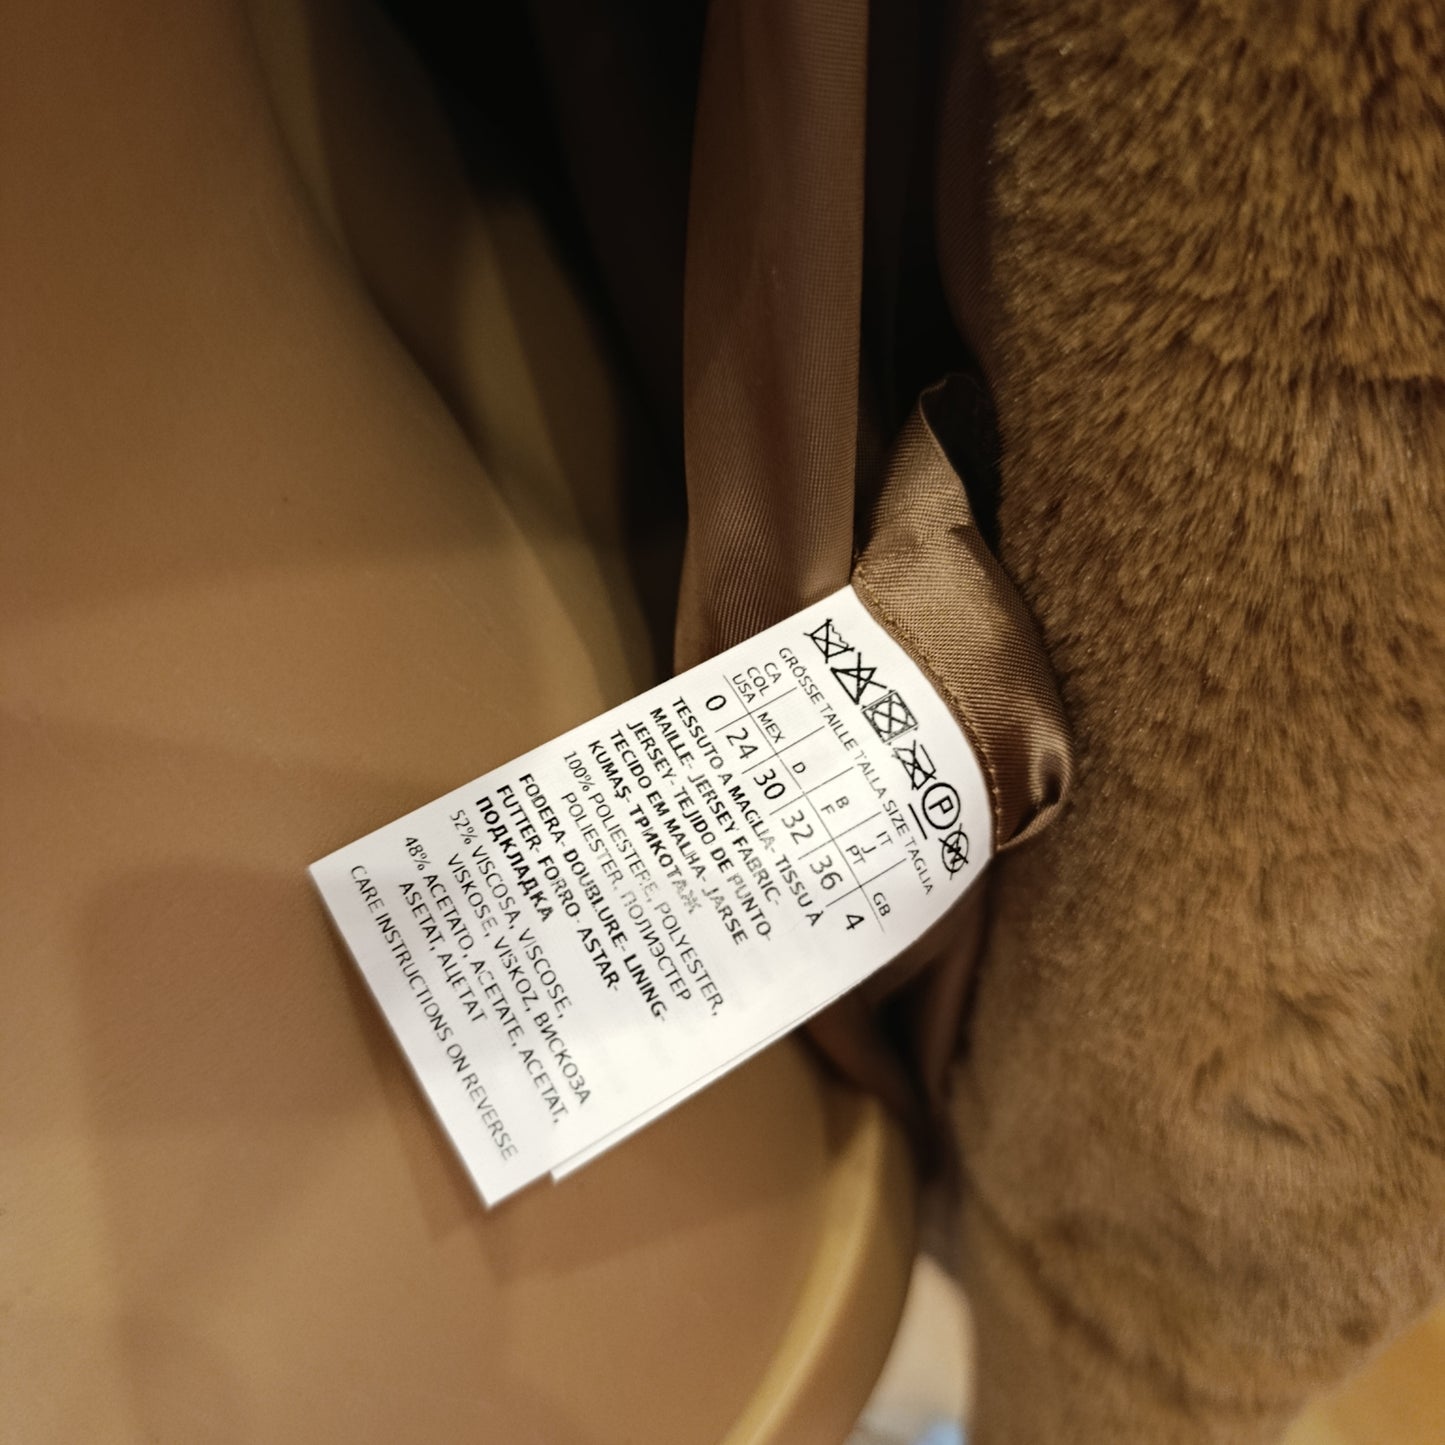 P W
GRÖSSE TAILLE TALLA SIZE TAGLIA
CA COL USA | MEX | D | B F | IT J PT | GB
0 | 24 | 30 | 32 | 36 | 4
TESSUTO A MAGLIA- TISSU À
MAILLE- JERSEY FABRIC-
JERSEY- TEJIDO DE PUNTO-
TECIDO EM MALHA- JARSE
KUMAŞ- ТРИКОТАЖ
100% POLIESTERE, POLYESTER,
POLIESTER, ПОЛИЭСТЕР
FODERA- DOUBLURE- LINING-
FUTTER- FORRO- ASTAR-
ПОДКЛАДКА
52% VISCOSA, VISCOSE,
VISKOSE, VISKOZ, ВИСКОЗА
48% ACETATO, ACETATE, ACETAT,
ASETAT, АЦЕТАТ
CARE INSTRUCTIONS ON REVERSE